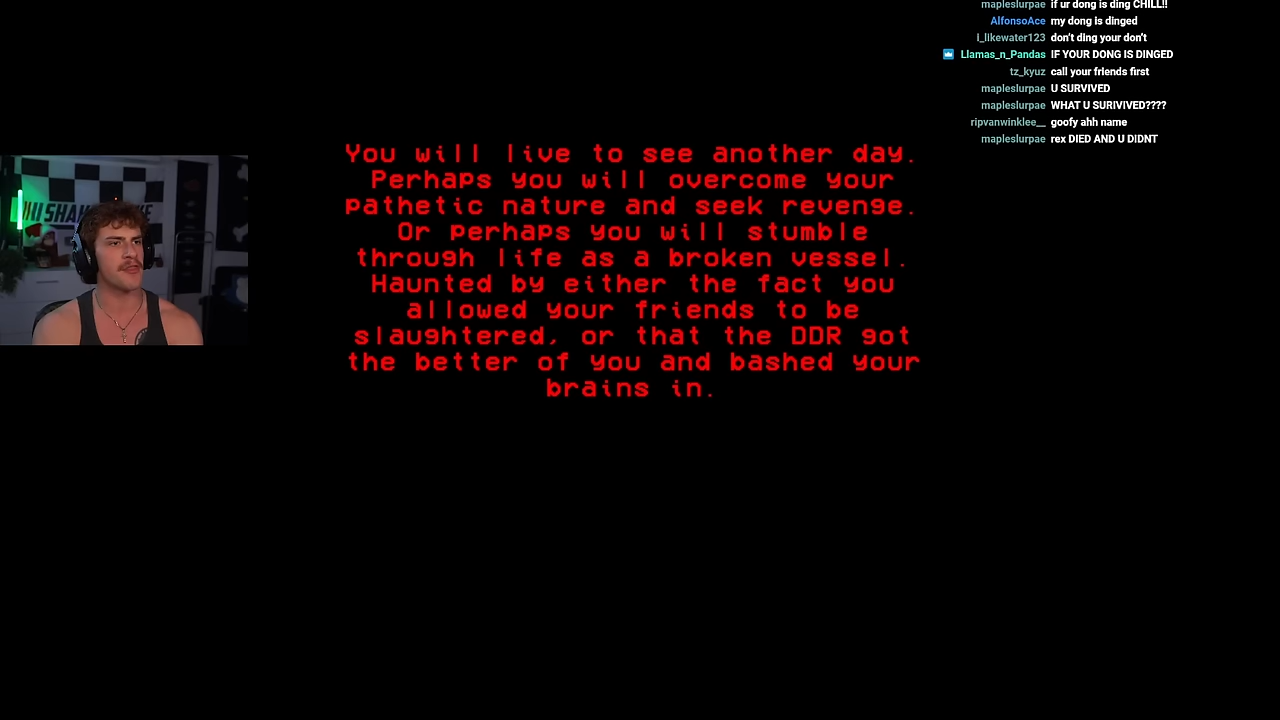 mapleslurpae if ur dong is ding CHILL!!
AlfonsoAce my dong is dinged
i_likewater123 don't ding your don't
Llamas_n_Pandas IF YOUR DONG IS DINGED
tz_kyuz call your friends first
mapleslurpae U SURVIVED
mapleslurpae WHAT U SURIVIVED????
ripvanwinklee__ goofy ahh name
mapleslurpae rex DIED AND U DIDNT
You will live to see another day.
Perhaps you will overcome your
pathetic nature and seek revenge.
Or perhaps you will stumble
through life as a broken vessel.
Haunted by either the fact you
allowed your friends to be
slaughtered, or that the DDR got
the better of you and bashed your
brains in.